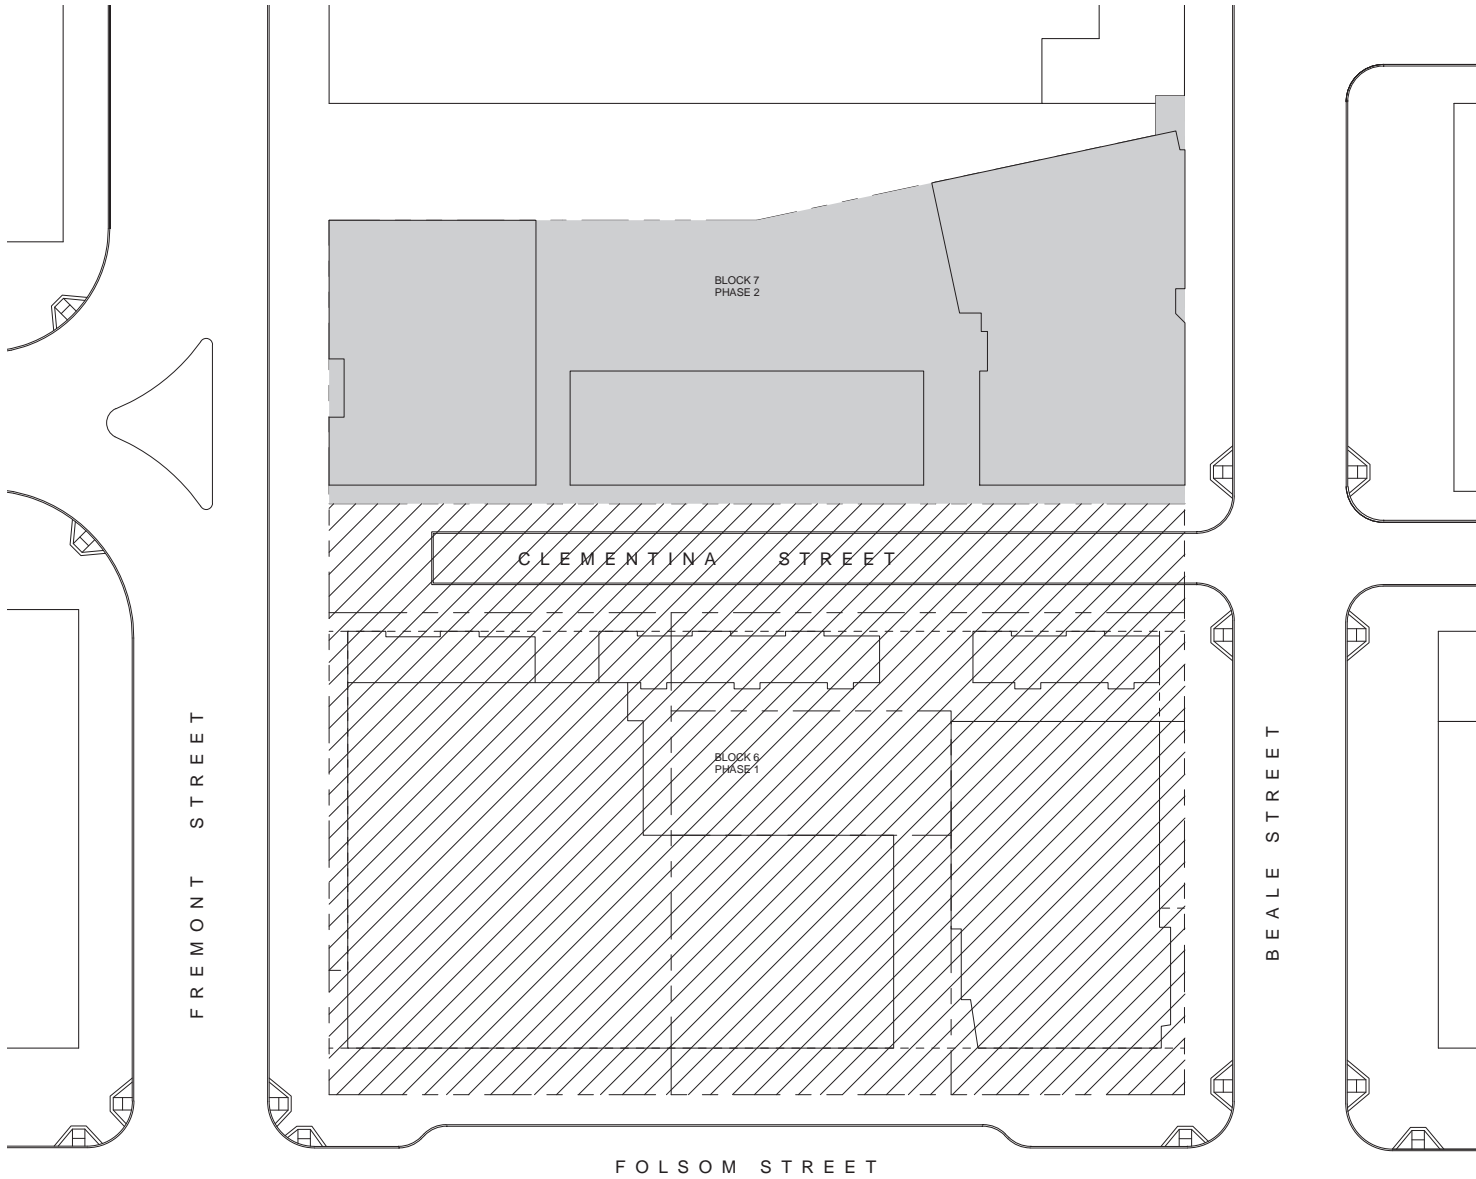 BLOCK 7
PHASE 2
CLEMENTINA STREET
BLOCK 6
PHASE 1
FREMONT STREET
BEALE STREET
FOLSOM STREET